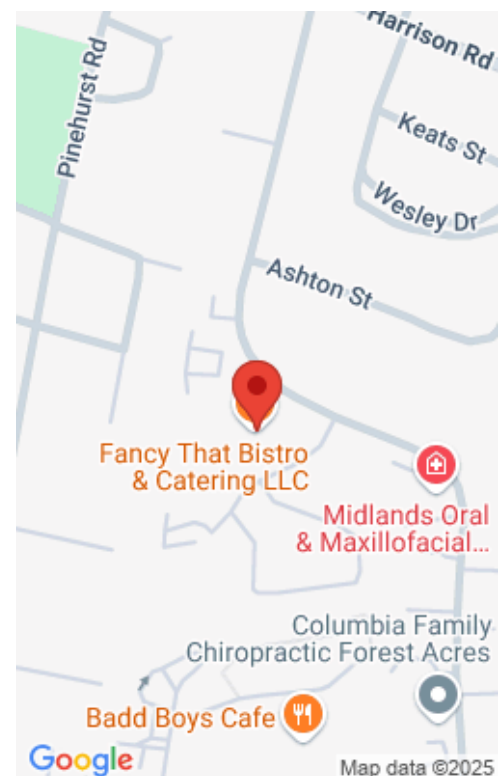 Harrison Rd
Pinehurst Rd
Keats St
Wesley Dr
Ashton St
Fancy That Bistro
& Catering LLC
Midlands Oral
& Maxillofacial...
Columbia Family
Chiropractic Forest Acres
Badd Boys Cafe
Google
Map data ©2025